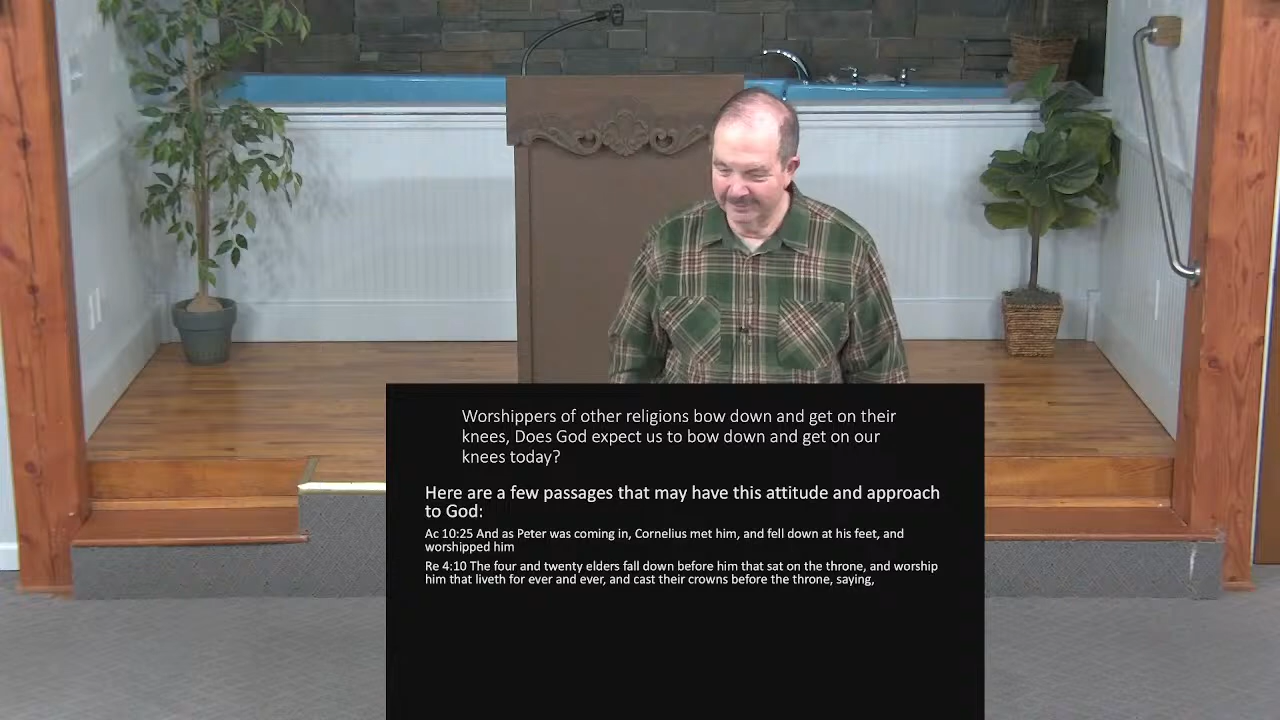 Worshippers of other religions bow down and get on their
knees, Does God expect us to bow down and get on our
knees today?
Here are a few passages that may have this attitude and approach
to God:
Ac 10:25 And as Peter was coming in, Cornelius met him, and fell down at his feet, and
worshipped him
Re 4:10 The four and twenty elders fall down before him that sat on the throne, and worship
him that liveth for ever and ever, and cast their crowns before the throne, saying,